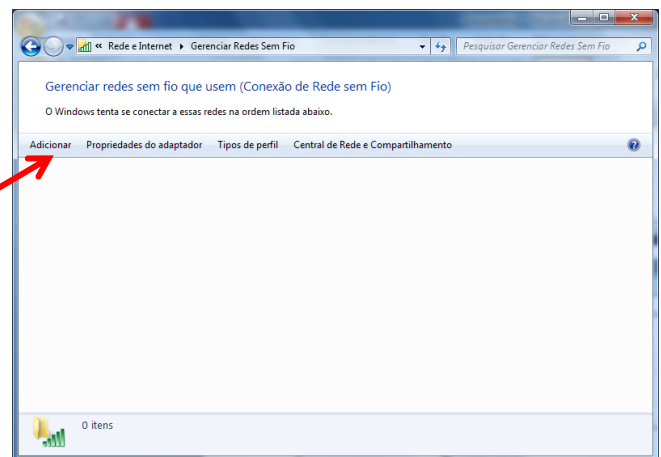 « Rede e Internet ▸ Gerenciar Redes Sem Fio Pesquisar Gerenciar Redes Sem Fio
Gerenciar redes sem fio que usem (Conexão de Rede sem Fio)
O Windows tenta se conectar a essas redes na ordem listada abaixo.
Adicionar Propriedades do adaptador Tipos de perfil Central de Rede e Compartilhamento
0 itens